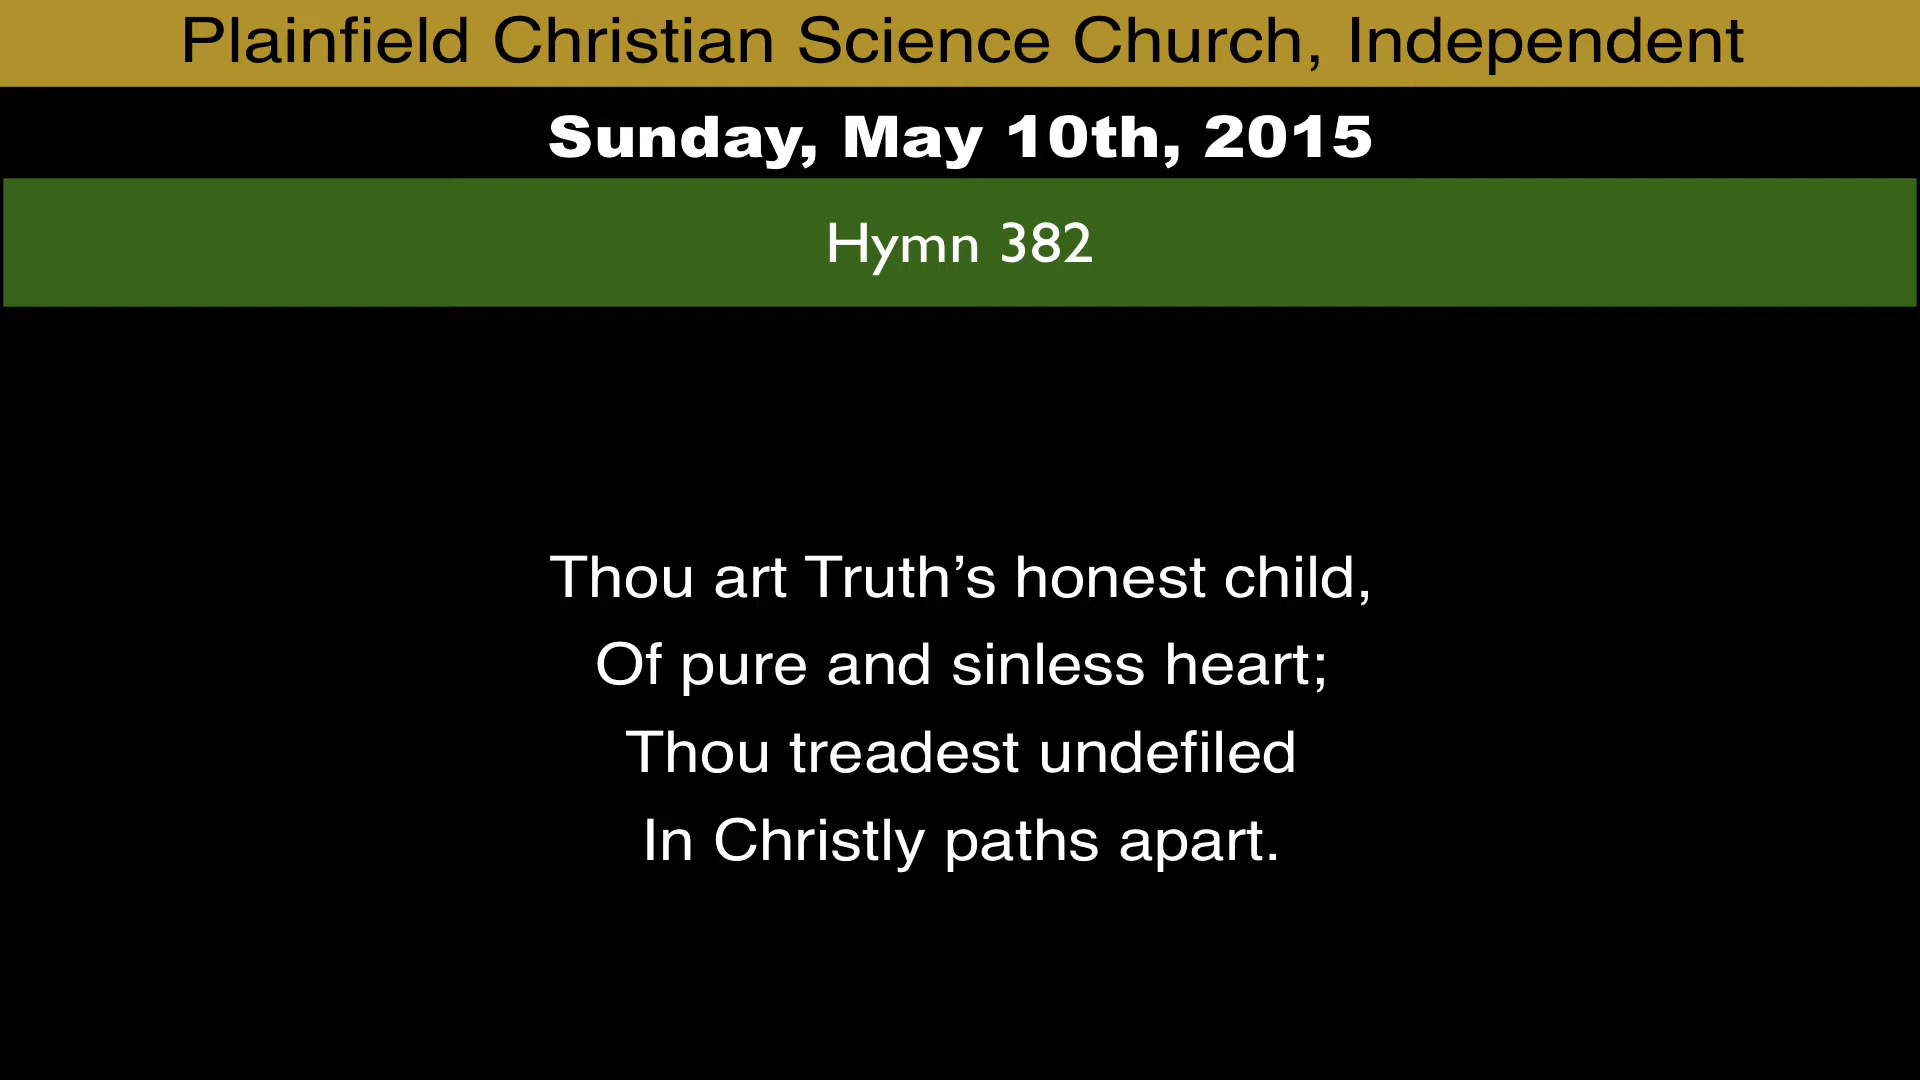 Plainfield Christian Science Church, Independent
Sunday, May 10th, 2015
Hymn 382
Thou art Truth’s honest child,
Of pure and sinless heart;
Thou treadest undefiled
In Christly paths apart.